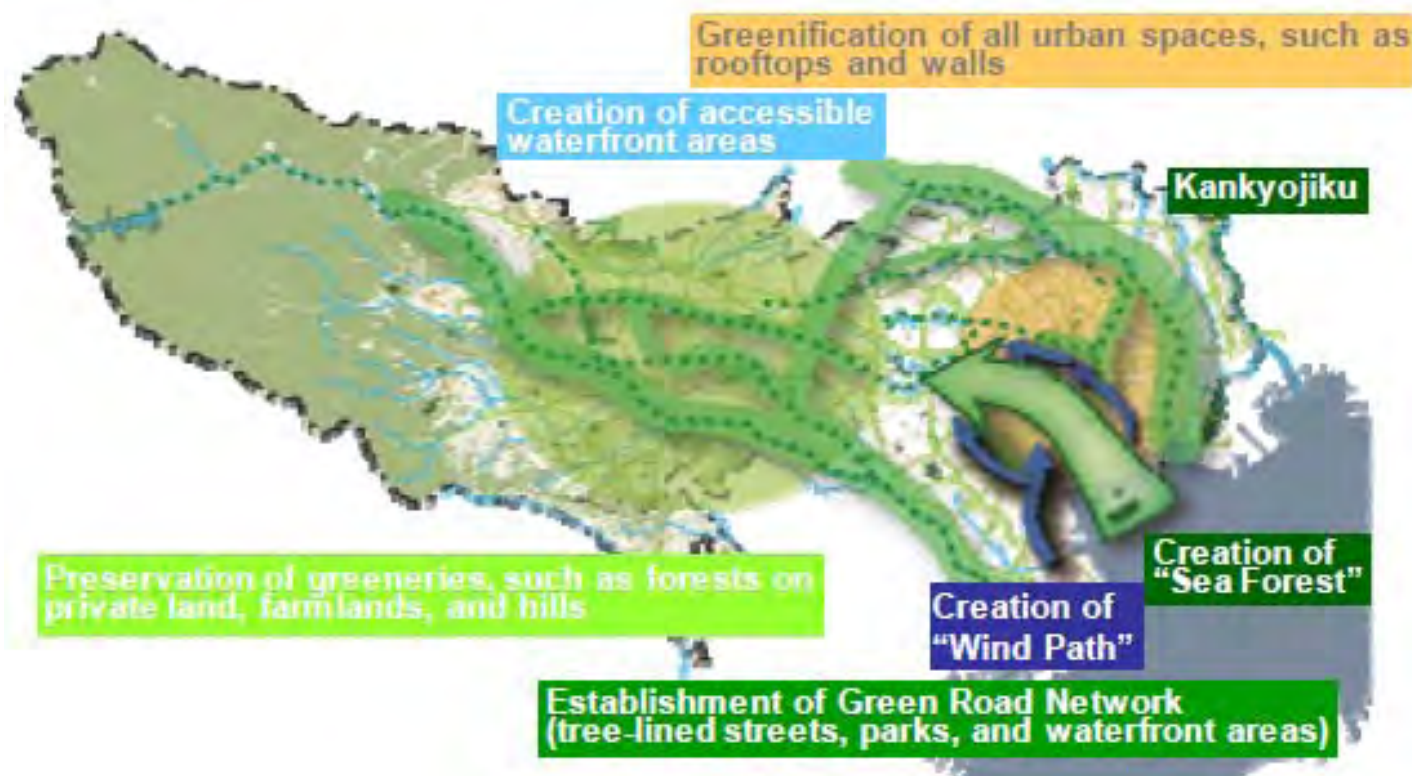 Greenification of all urban spaces, such as
rooftops and walls
Creation of accessible
waterfront areas
Kankyojiku
Preservation of greeneries, such as forests on
private land, farmlands, and hills
Creation of
“Sea Forest”
Creation of
“Wind Path”
Establishment of Green Road Network
(tree-lined streets, parks, and waterfront areas)